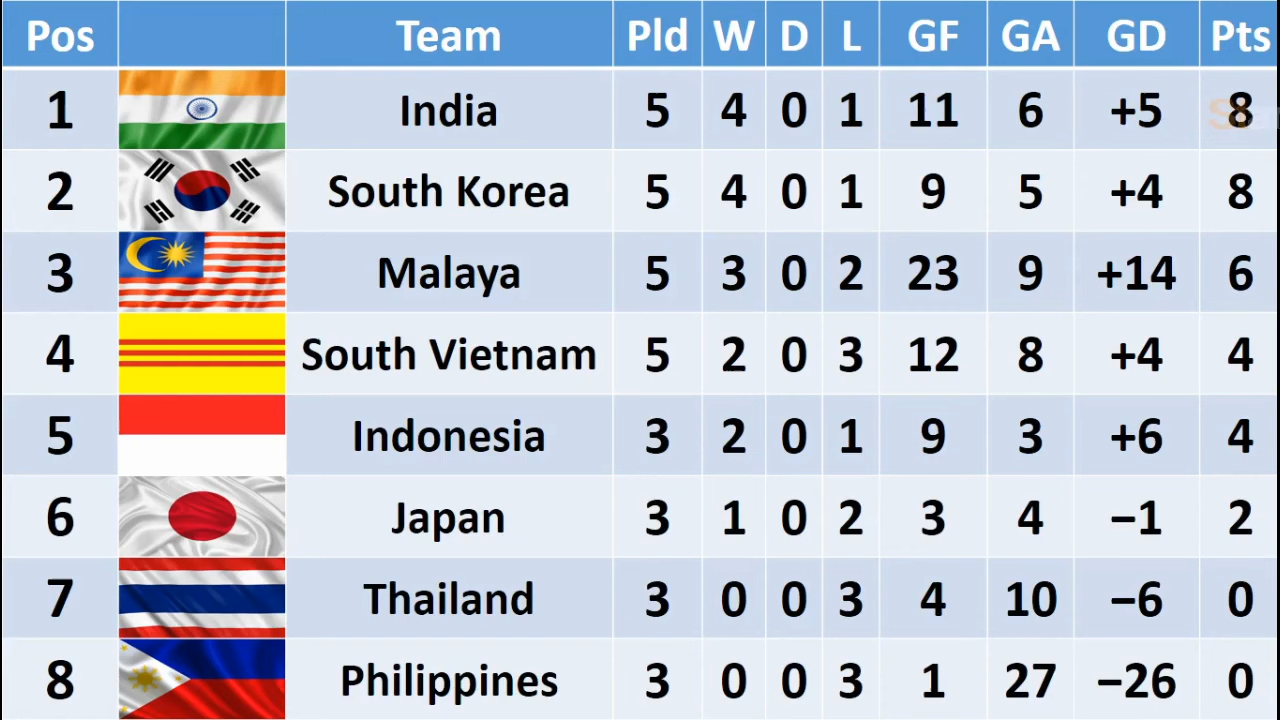 Pos Team Pld W D L GF GA GD Pts
1 India 5 4 0 1 11 6 +5 8
2 South Korea 5 4 0 1 9 5 +4 8
3 Malaya 5 3 0 2 23 9 +14 6
4 South Vietnam 5 2 0 3 12 8 +4 4
5 Indonesia 3 2 0 1 9 3 +6 4
6 Japan 3 1 0 2 3 4 −1 2
7 Thailand 3 0 0 3 4 10 −6 0
8 Philippines 3 0 0 3 1 27 −26 0